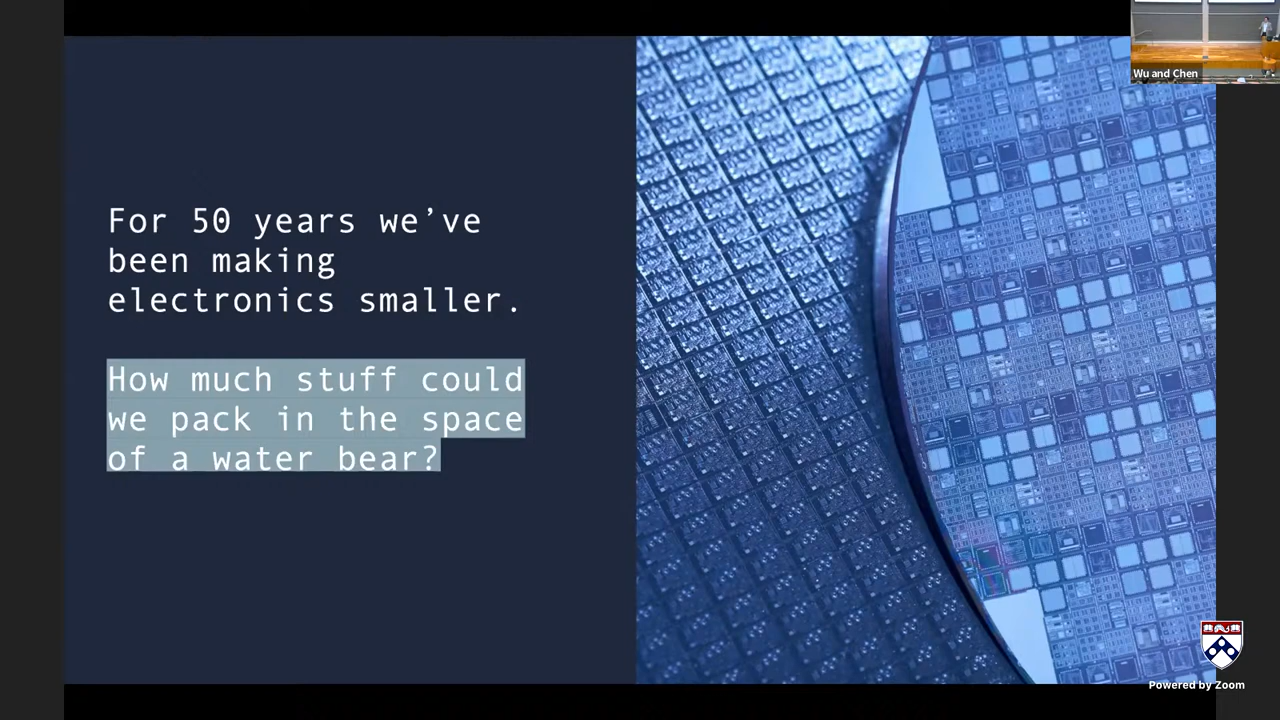 Wu and Chen
For 50 years we’ve
been making
electronics smaller.
How much stuff could
we pack in the space
of a water bear?
Powered by Zoom